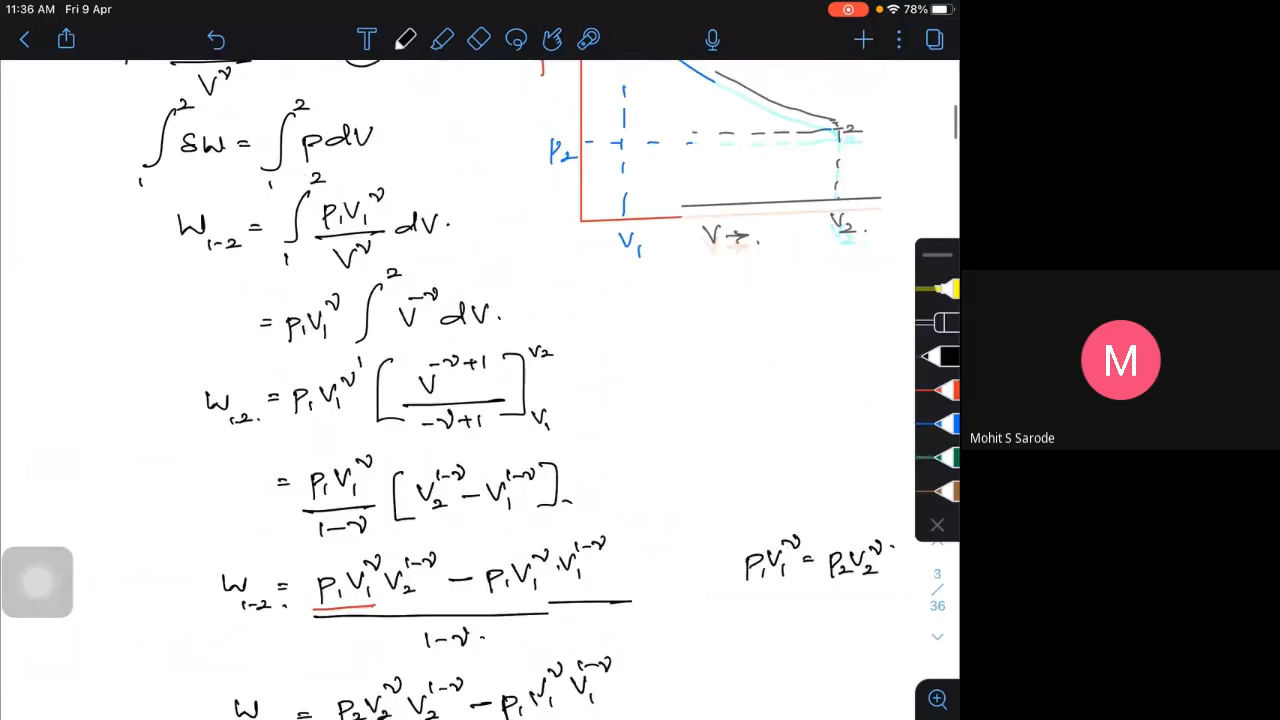 11:36 AM Fri 9 Apr
78%
V^γ
∫₁² δW = ∫₁² pdV
W₁₋₂ = ∫₁² p₁V₁^γ / V^γ dV.
= p₁V₁^γ ∫² V^-γ dV.
W₁₋₂. = p₁V₁^γ [ V^-γ+1 / -γ+1 ] V₂ V₁
= p₁V₁^γ / 1-γ [ V₂^1-γ - V₁^1-γ ]
W₁₋₂. = p₁V₁^γ V₂^1-γ - p₁V₁^γ . V₁^1-γ / 1-γ.
p₁V₁^γ = p₂V₂^γ.
W = p₂V₂^γ V₂^1-γ - p₁V₁^γ V₁^1-γ
p₂
2
V₁
V→.
V₂.
3
/
36
M
Mohit S Sarode